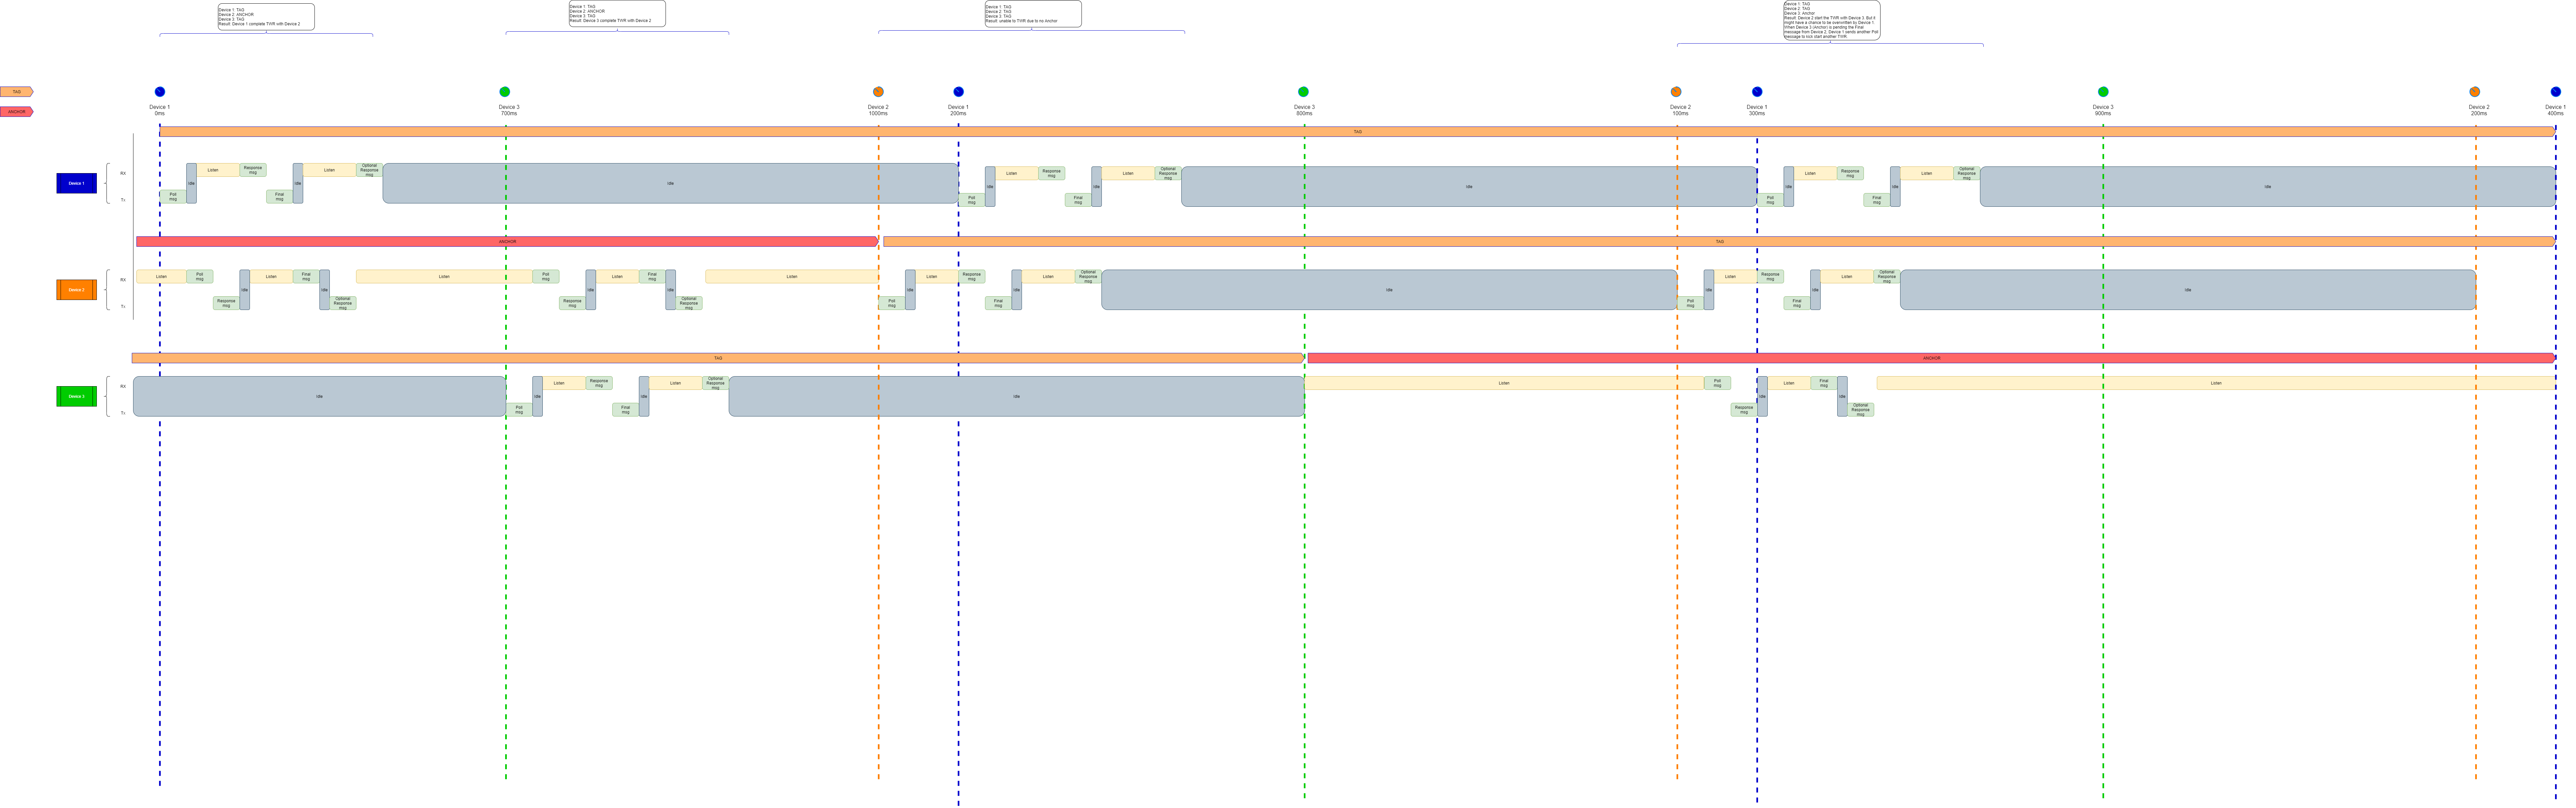 Device 1: TAG
Device 2: ANCHOR
Device 3: TAG
Result: Device 1 complete TWR with Device 2
Device 1: TAG
Device 2: ANCHOR
Device 3: TAG
Result: Device 3 complete TWR with Device 2
Device 1: TAG
Device 2: TAG
Device 3: TAG
Result: unable to TWR due to no Anchor
Device 1: TAG
Device 2: TAG
Device 3: Anchor
Result: Device 2 start the TWR with Device 3. But it
might have a chance to be overwritten by Device 1.
When Device 3 (Anchor) is pending the Final
message from Device 2, Device 1 sends another Poll
message to kick start another TWR
TAG
ANCHOR
Device 1
0ms
Device 3
700ms
Device 2
1000ms
Device 1
200ms
Device 3
800ms
Device 2
100ms
Device 1
300ms
Device 3
900ms
Device 2
200ms
Device 1
400ms
TAG
Device 1
RX
Tx
Poll
msg
Idle
Listen
Response
msg
Final
msg
Idle
Listen
Optional
Response
msg
Idle
Poll
msg
Idle
Listen
Response
msg
Final
msg
Idle
Listen
Optional
Response
msg
Idle
Poll
msg
Idle
Listen
Response
msg
Final
msg
Idle
Listen
Optional
Response
msg
Idle
ANCHOR
TAG
Device 2
RX
Tx
Listen
Poll
msg
Response
msg
Idle
Listen
Final
msg
Idle
Optional
Response
msg
Listen
Poll
msg
Response
msg
Idle
Listen
Final
msg
Idle
Optional
Response
msg
Listen
Poll
msg
Idle
Listen
Response
msg
Final
msg
Idle
Listen
Optional
Response
msg
Idle
Poll
msg
Idle
Listen
Response
msg
Final
msg
Idle
Listen
Optional
Response
msg
Idle
TAG
ANCHOR
Device 3
RX
Tx
Idle
Poll
msg
Idle
Listen
Response
msg
Final
msg
Idle
Listen
Optional
Response
msg
Idle
Listen
Poll
msg
Response
msg
Idle
Listen
Final
msg
Idle
Optional
Response
msg
Listen